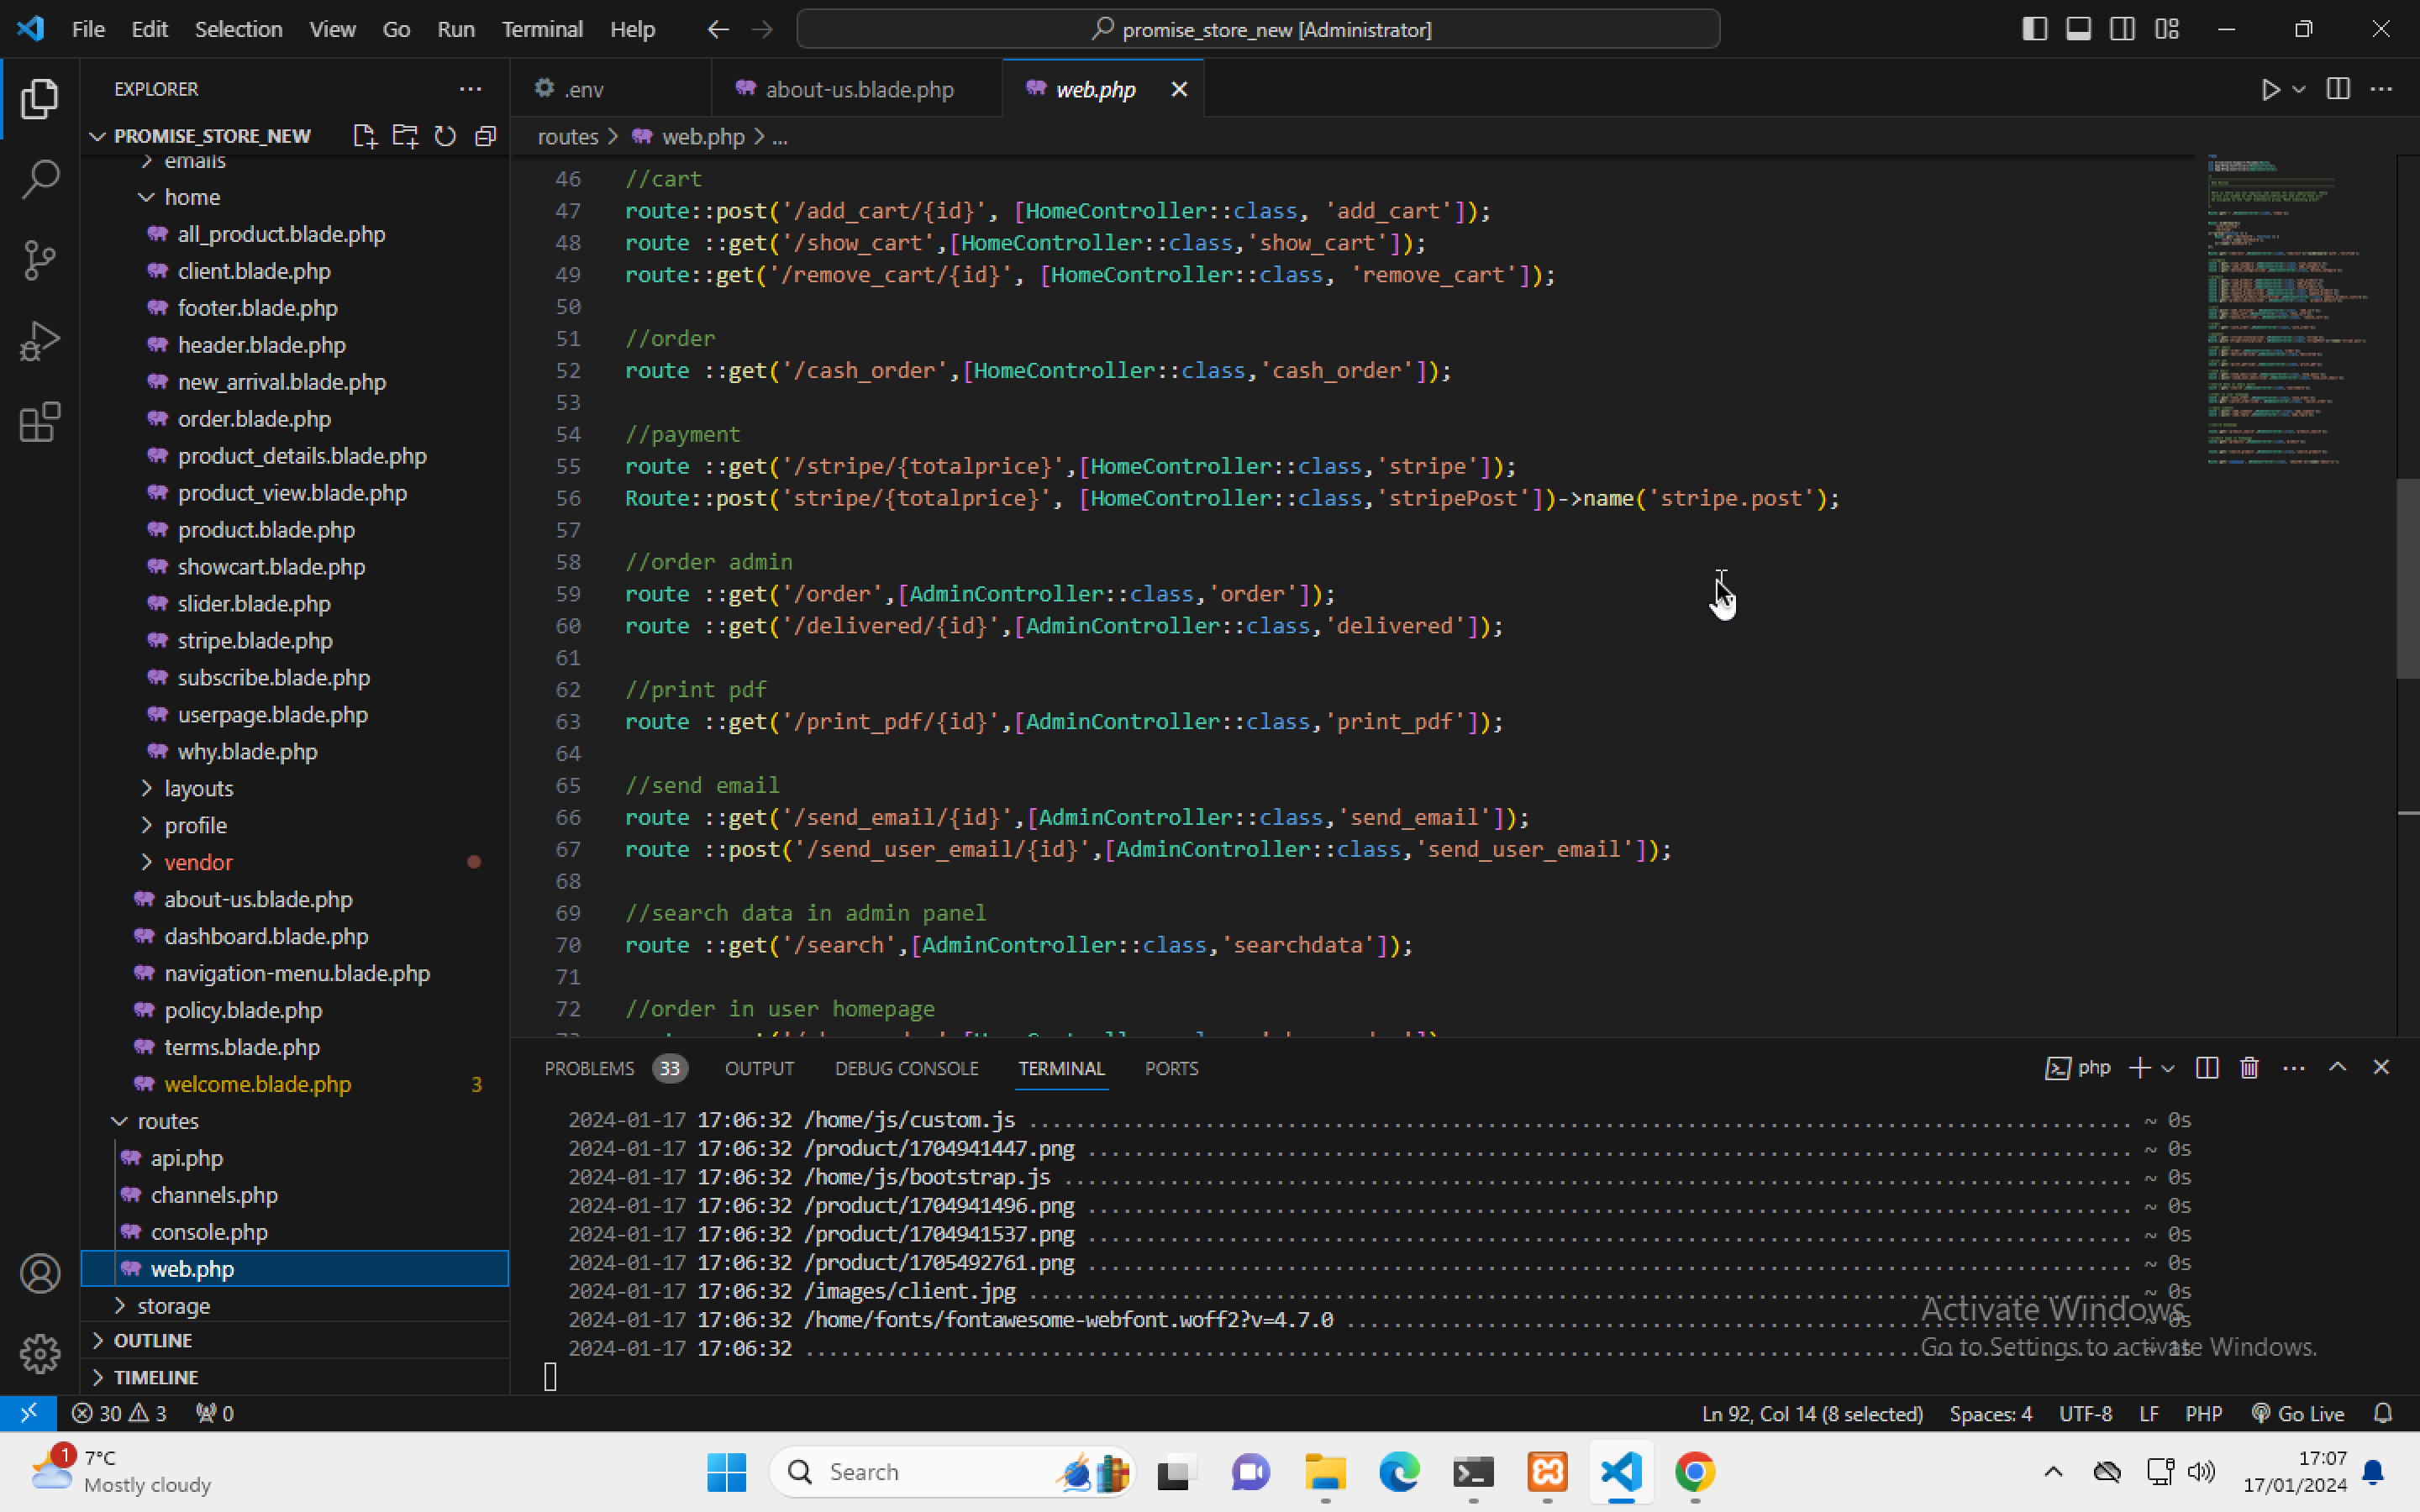 File Edit Selection View Go Run Terminal Help
promise_store_new [Administrator]
EXPLORER
.env
about-us.blade.php
web.php
PROMISE_STORE_NEW
routes > web.php > ...
emails
home
all_product.blade.php
client.blade.php
footer.blade.php
header.blade.php
new_arrival.blade.php
order.blade.php
product_details.blade.php
product_view.blade.php
product.blade.php
showcart.blade.php
slider.blade.php
stripe.blade.php
subscribe.blade.php
userpage.blade.php
why.blade.php
layouts
profile
vendor
about-us.blade.php
dashboard.blade.php
navigation-menu.blade.php
policy.blade.php
terms.blade.php
welcome.blade.php 3
routes
api.php
channels.php
console.php
web.php
storage
OUTLINE
TIMELINE
46 //cart
47 route::post('/add_cart/{id}', [HomeController::class, 'add_cart']);
48 route ::get('/show_cart',[HomeController::class,'show_cart']);
49 route::get('/remove_cart/{id}', [HomeController::class, 'remove_cart']);
50
51 //order
52 route ::get('/cash_order',[HomeController::class,'cash_order']);
53
54 //payment
55 route ::get('/stripe/{totalprice}',[HomeController::class,'stripe']);
56 Route::post('stripe/{totalprice}', [HomeController::class,'stripePost'])->name('stripe.post');
57
58 //order admin
59 route ::get('/order',[AdminController::class,'order']);
60 route ::get('/delivered/{id}',[AdminController::class,'delivered']);
61
62 //print pdf
63 route ::get('/print_pdf/{id}',[AdminController::class,'print_pdf']);
64
65 //send email
66 route ::get('/send_email/{id}',[AdminController::class,'send_email']);
67 route ::post('/send_user_email/{id}',[AdminController::class,'send_user_email']);
68
69 //search data in admin panel
70 route ::get('/search',[AdminController::class,'searchdata']);
71
72 //order in user homepage
PROBLEMS 33 OUTPUT DEBUG CONSOLE TERMINAL PORTS
php
2024-01-17 17:06:32 /home/js/custom.js ~ 0s
2024-01-17 17:06:32 /product/1704941447.png ~ 0s
2024-01-17 17:06:32 /home/js/bootstrap.js ~ 0s
2024-01-17 17:06:32 /product/1704941496.png ~ 0s
2024-01-17 17:06:32 /product/1704941537.png ~ 0s
2024-01-17 17:06:32 /product/1705492761.png ~ 0s
2024-01-17 17:06:32 /images/client.jpg ~ 0s
2024-01-17 17:06:32 /home/fonts/fontawesome-webfont.woff2?v=4.7.0 ~ 0s
2024-01-17 17:06:32 ~ 1s
Activate Windows
Go to Settings to activate Windows.
30 3 0
Ln 92, Col 14 (8 selected) Spaces: 4 UTF-8 LF PHP Go Live
1
7°C
Mostly cloudy
Search
17:07
17/01/2024